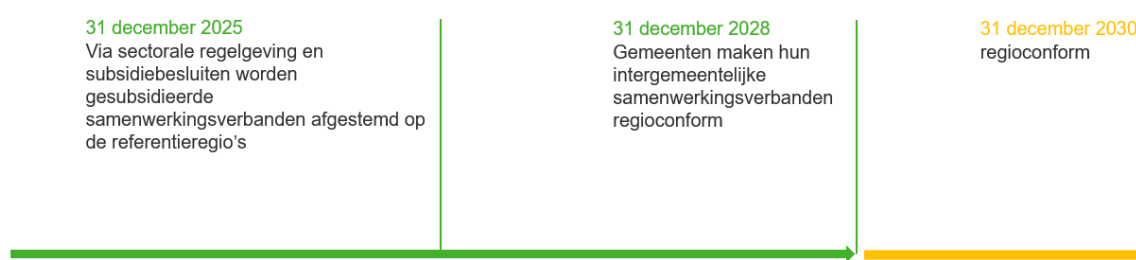 31 december 2025
Via sectorale regelgeving en
subsidiebesluiten worden
gesubsidieerde
samenwerkingsverbanden afgestemd op
de referentieregio's
31 december 2028
Gemeenten maken hun
intergemeentelijke
samenwerkingsverbanden
regioconform
31 december 2030
regioconform